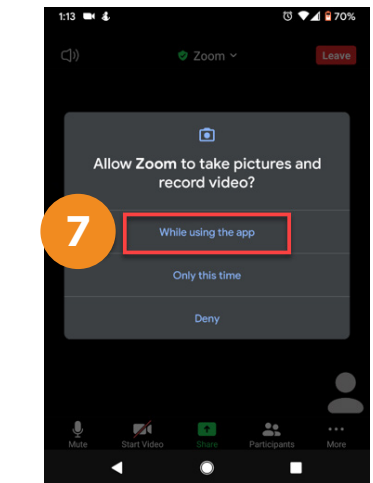 1:13 70%
Zoom Leave
Allow Zoom to take pictures and
record video?
7
While using the app
Only this time
Deny
Mute Start Video Share Participants More